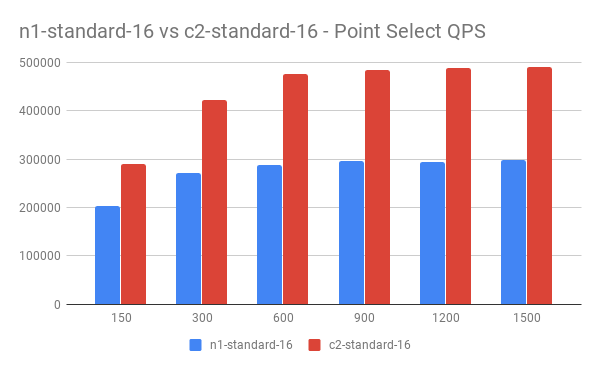 n1-standard-16 vs c2-standard-16 - Point Select QPS
500000
400000
300000
200000
100000
0
150 300 600 900 1200 1500
n1-standard-16 c2-standard-16